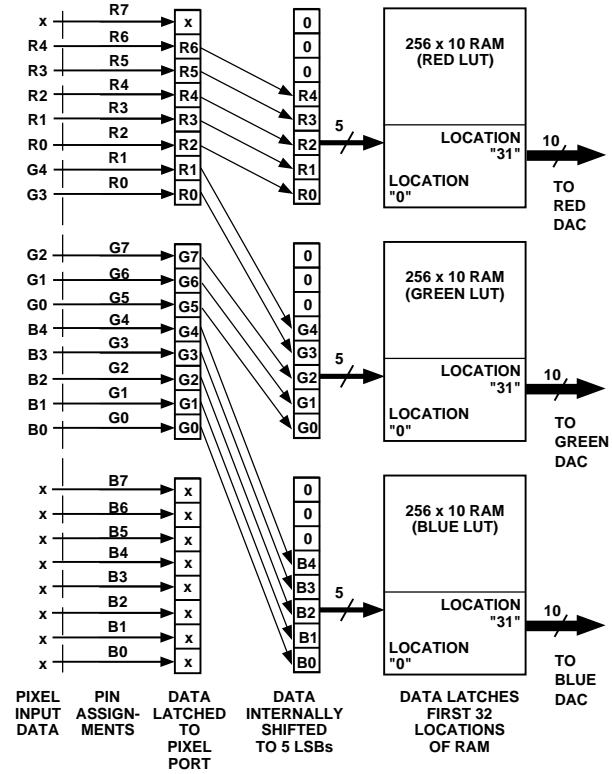 x R7 x 0
R4 R6 R6 0
R3 R5 R5 0
R2 R4 R4 R4
R1 R3 R3 R3
R0 R2 R2 R2
G4 R1 R1 R1
G3 R0 R0 R0
5
256 x 10 RAM
(RED LUT)
LOCATION
"31"
LOCATION
"0"
10
TO
RED
DAC
G2 G7 G7 0
G1 G6 G6 0
G0 G5 G5 0
B4 G4 G4 G4
B3 G3 G3 G3
B2 G2 G2 G2
B1 G1 G1 G1
B0 G0 G0 G0
5
256 x 10 RAM
(GREEN LUT)
LOCATION
"31"
LOCATION
"0"
10
TO
GREEN
DAC
x B7 x 0
x B6 x 0
x B5 x 0
x B4 x B4
x B3 x B3
x B2 x B2
x B1 x B1
x B0 x B0
5
256 x 10 RAM
(BLUE LUT)
LOCATION
"31"
LOCATION
"0"
10
TO
BLUE
DAC
PIXEL
INPUT
DATA
PIN
ASSIGN-
MENTS
DATA
LATCHED
TO
PIXEL
PORT
DATA
INTERNALLY
SHIFTED
TO 5 LSBs
DATA LATCHES
FIRST 32
LOCATIONS
OF RAM